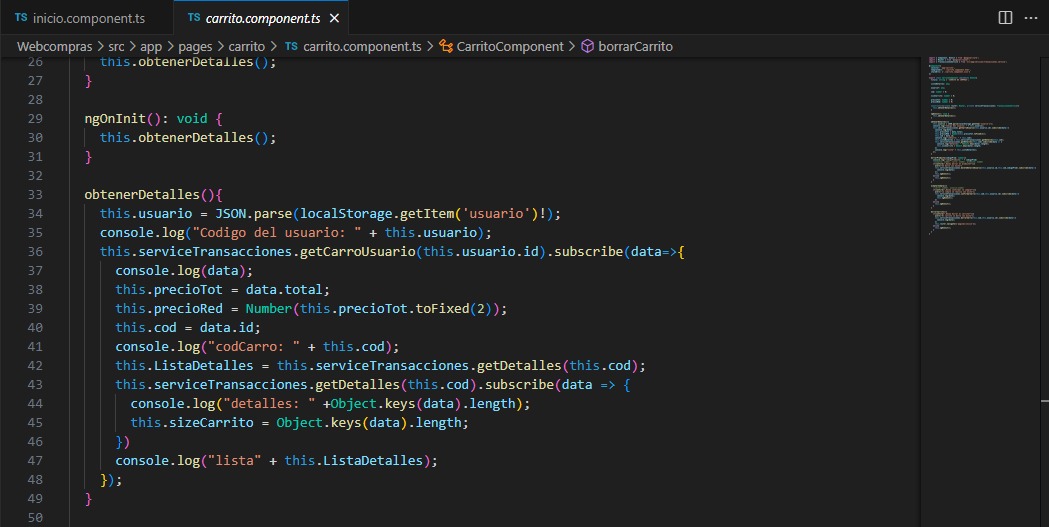 TS inicio.component.ts TS carrito.component.ts ×
Webcompras > src > app > pages > carrito > TS carrito.component.ts > CarritoComponent > borrarCarrito
26 this.obtenerDetalles();
27 }
28
29 ngOnInit(): void {
30 this.obtenerDetalles();
31 }
32
33 obtenerDetalles(){
34 this.usuario = JSON.parse(localStorage.getItem('usuario')!);
35 console.log("Codigo del usuario: " + this.usuario);
36 this.serviceTransacciones.getCarroUsuario(this.usuario.id).subscribe(data=>{
37 console.log(data);
38 this.precioTot = data.total;
39 this.precioRed = Number(this.precioTot.toFixed(2));
40 this.cod = data.id;
41 console.log("codCarro: " + this.cod);
42 this.ListaDetalles = this.serviceTransacciones.getDetalles(this.cod);
43 this.serviceTransacciones.getDetalles(this.cod).subscribe(data => {
44 console.log("detalles: " +Object.keys(data).length);
45 this.sizeCarrito = Object.keys(data).length;
46 })
47 console.log("lista" + this.ListaDetalles);
48 });
49 }
50